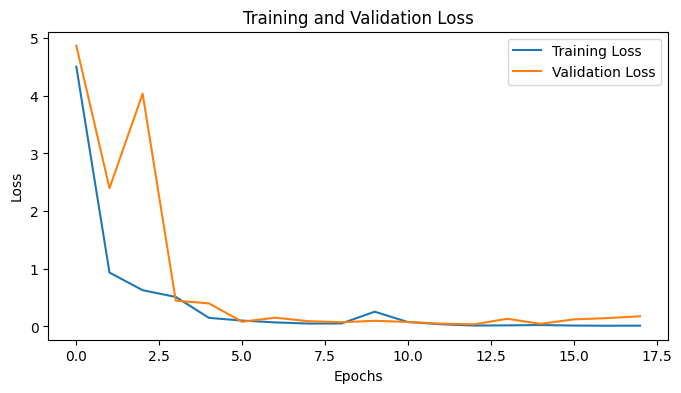 Training and Validation Loss
Training Loss
Validation Loss
Loss
5
4
3
2
1
0
0.0 2.5 5.0 7.5 10.0 12.5 15.0 17.5
Epochs